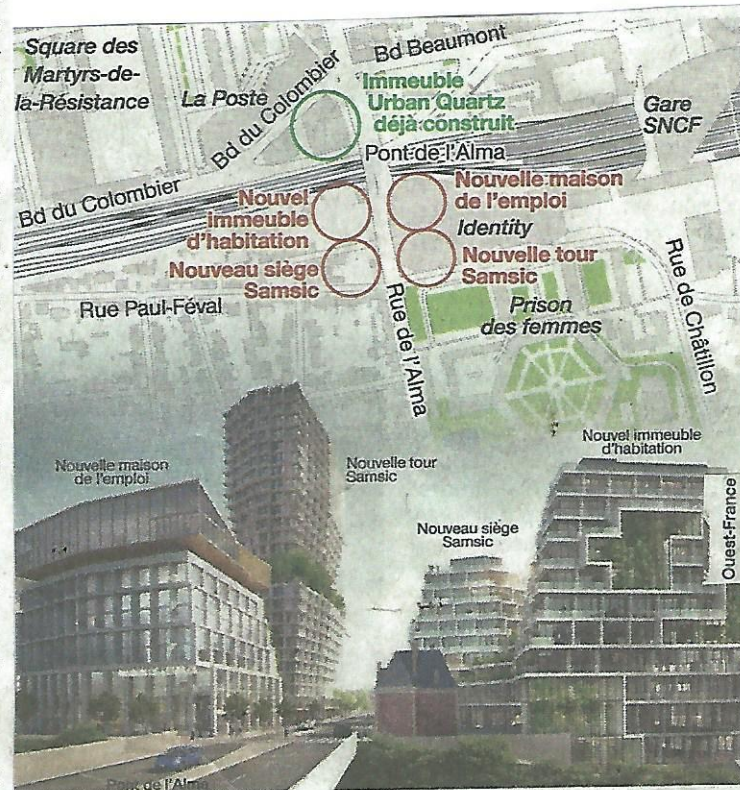 Square des
Martyrs-de-
la-Résistance
La Poste
Bd du Colombier
Bd Beaumont
Immeuble
Urban Quartz
déjà construit
Gare
SNCF
Pont de l'Alma
Bd du Colombier
Nouvel
immeuble
d'habitation
Nouvelle maison
de l'emploi
Identity
Nouveau siège
Samsic
Nouvelle tour
Samsic
Rue Paul-Féval
Rue de l'Alma
Prison
des femmes
Rue de Châtillon
Nouvelle maison
de l'emploi
Nouvelle tour
Samsic
Nouveau siège
Samsic
Nouvel immeuble
d'habitation
Ouest-France
Pont de l'Alma